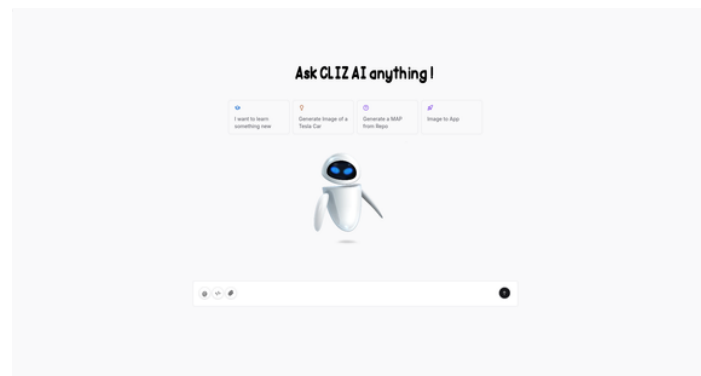 Ask CLIZ AI anything !
I want to learn
something new
Generate Image of a
Tesla Car
Generate a MAP
from Repo
Image to App